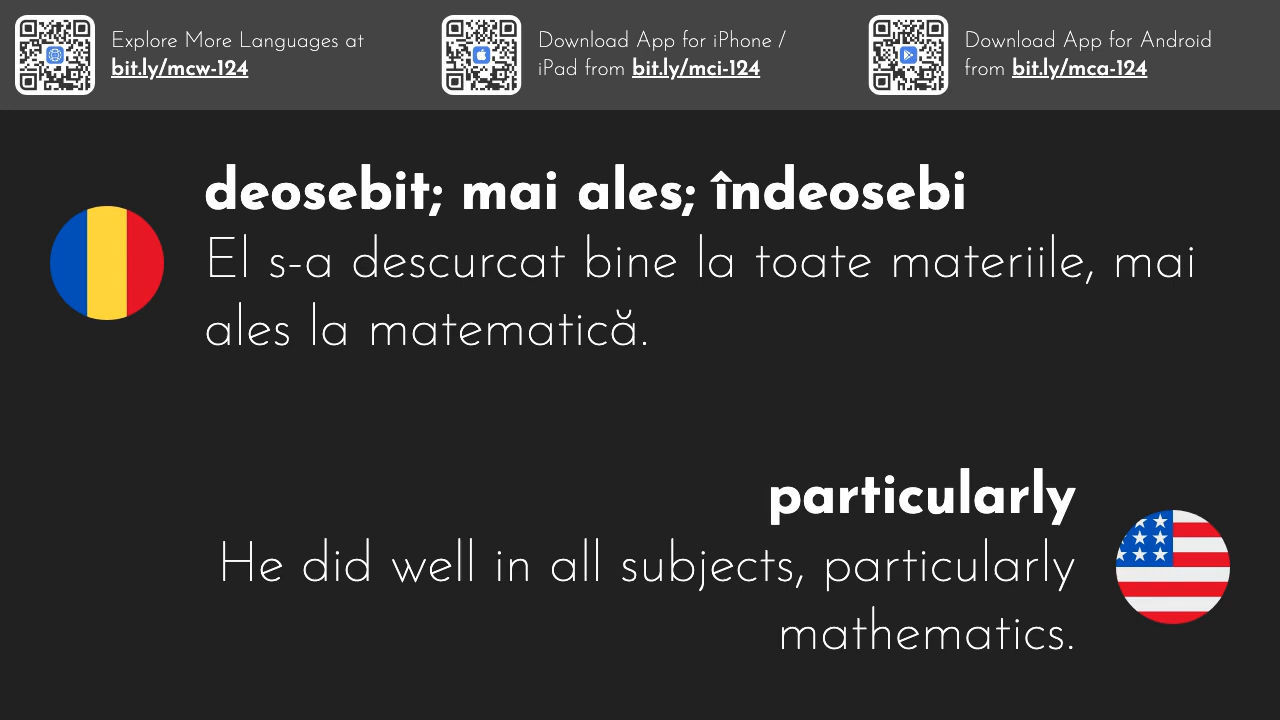 Explore More Languages at
bit.ly/mcw-124
Download App for iPhone /
iPad from bit.ly/mci-124
Download App for Android
from bit.ly/mca-124
deosebit; mai ales; îndeosebi
El s-a descurcat bine la toate materiile, mai
ales la matematică.
particularly
He did well in all subjects, particularly
mathematics.